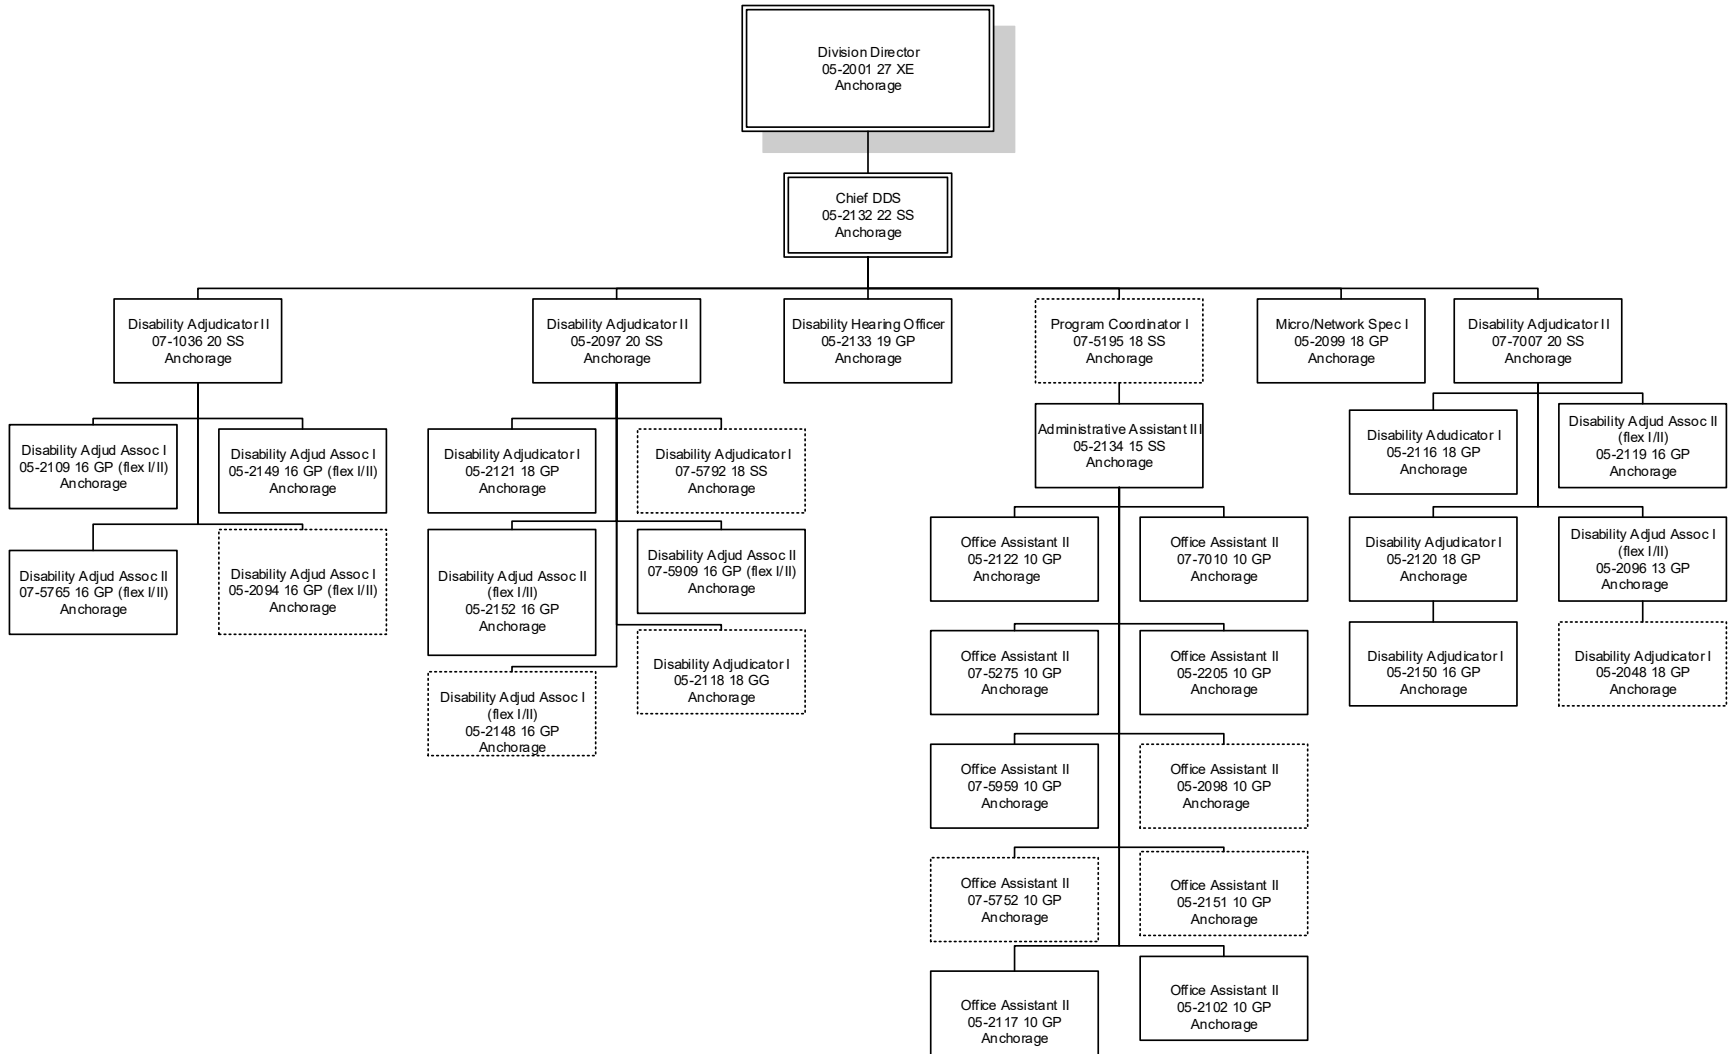 Division Director
05-2001 27 XE
Anchorage
Chief DDS
05-2132 22 SS
Anchorage
Disability Adjudicator II
07-1036 20 SS
Anchorage
Disability Adjudicator II
05-2097 20 SS
Anchorage
Disability Hearing Officer
05-2133 19 GP
Anchorage
Program Coordinator I
07-5195 18 SS
Anchorage
Micro/Network Spec I
05-2099 18 GP
Anchorage
Disability Adjudicator II
07-7007 20 SS
Anchorage
Disability Adjud Assoc I
05-2109 16 GP (flex I/II)
Anchorage
Disability Adjud Assoc I
05-2149 16 GP (flex I/II)
Anchorage
Disability Adjud Assoc II
07-5765 16 GP (flex I/II)
Anchorage
Disability Adjud Assoc I
05-2094 16 GP (flex I/II)
Anchorage
Disability Adjudicator I
05-2121 18 GP
Anchorage
Disability Adjudicator I
07-5792 18 SS
Anchorage
Disability Adjud Assoc II
(flex I/II)
05-2152 16 GP
Anchorage
Disability Adjud Assoc II
07-5909 16 GP (flex I/II)
Anchorage
Disability Adjud Assoc I
(flex I/II)
05-2148 16 GP
Anchorage
Disability Adjudicator I
05-2118 18 GG
Anchorage
Administrative Assistant III
05-2134 15 SS
Anchorage
Office Assistant II
05-2122 10 GP
Anchorage
Office Assistant II
07-7010 10 GP
Anchorage
Office Assistant II
07-5275 10 GP
Anchorage
Office Assistant II
05-2205 10 GP
Anchorage
Office Assistant II
07-5959 10 GP
Anchorage
Office Assistant II
05-2098 10 GP
Anchorage
Office Assistant II
07-5752 10 GP
Anchorage
Office Assistant II
05-2151 10 GP
Anchorage
Office Assistant II
05-2117 10 GP
Anchorage
Office Assistant II
05-2102 10 GP
Anchorage
Disability Adudicator I
05-2116 18 GP
Anchorage
Disability Adjud Assoc II
(flex I/II)
05-2119 16 GP
Anchorage
Disability Adjudicator I
05-2120 18 GP
Anchorage
Disability Adjud Assoc I
(flex I/II)
05-2096 13 GP
Anchorage
Disability Adjudicator I
05-2150 16 GP
Anchorage
Disability Adjudicator I
05-2048 18 GP
Anchorage